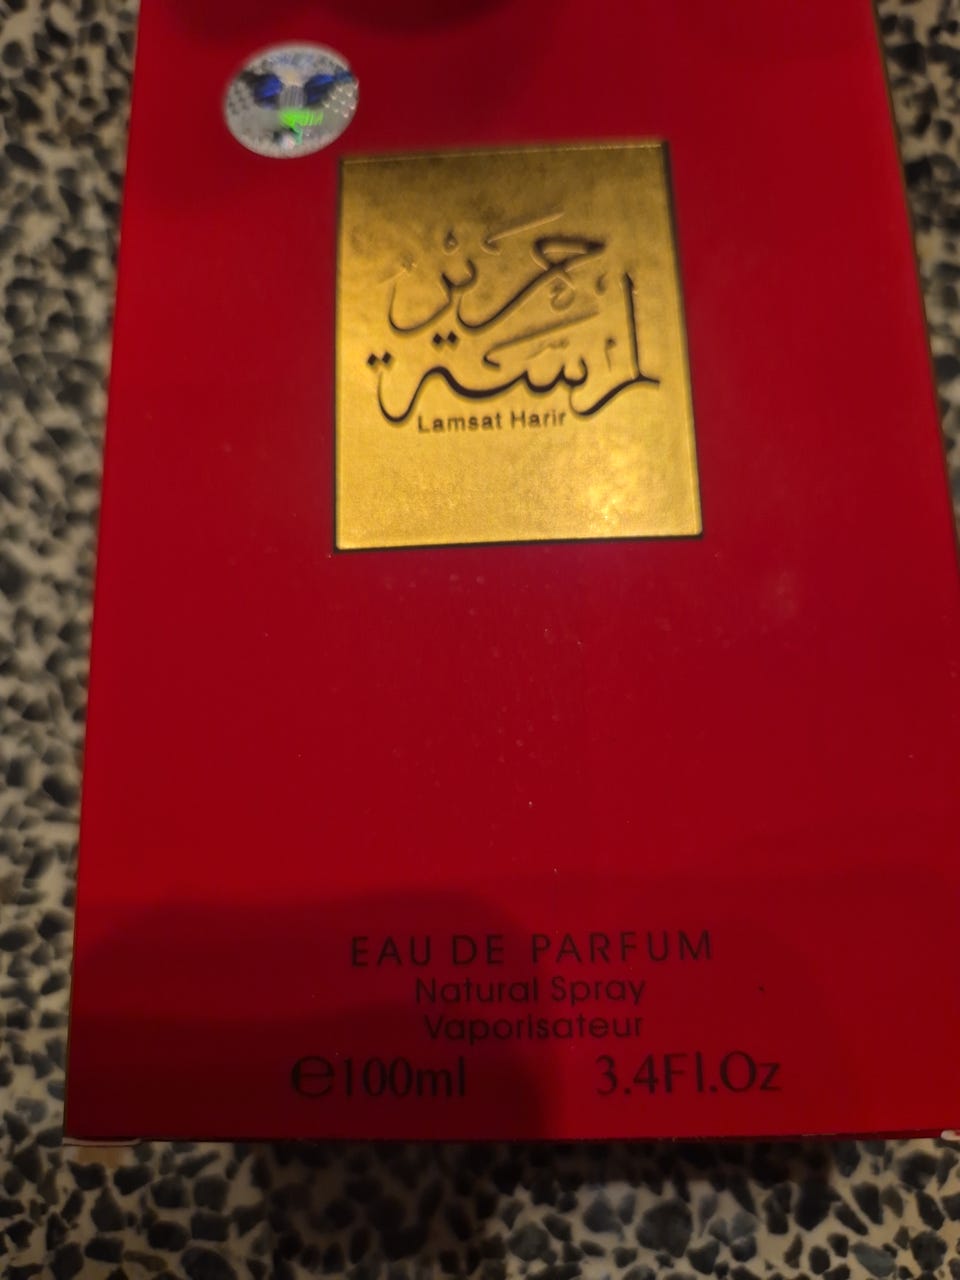 حرير
لمسة
Lamsat Harir
EAU DE PARFUM
Natural Spray
Vaporisateur
℮100ml 3.4Fl.Oz